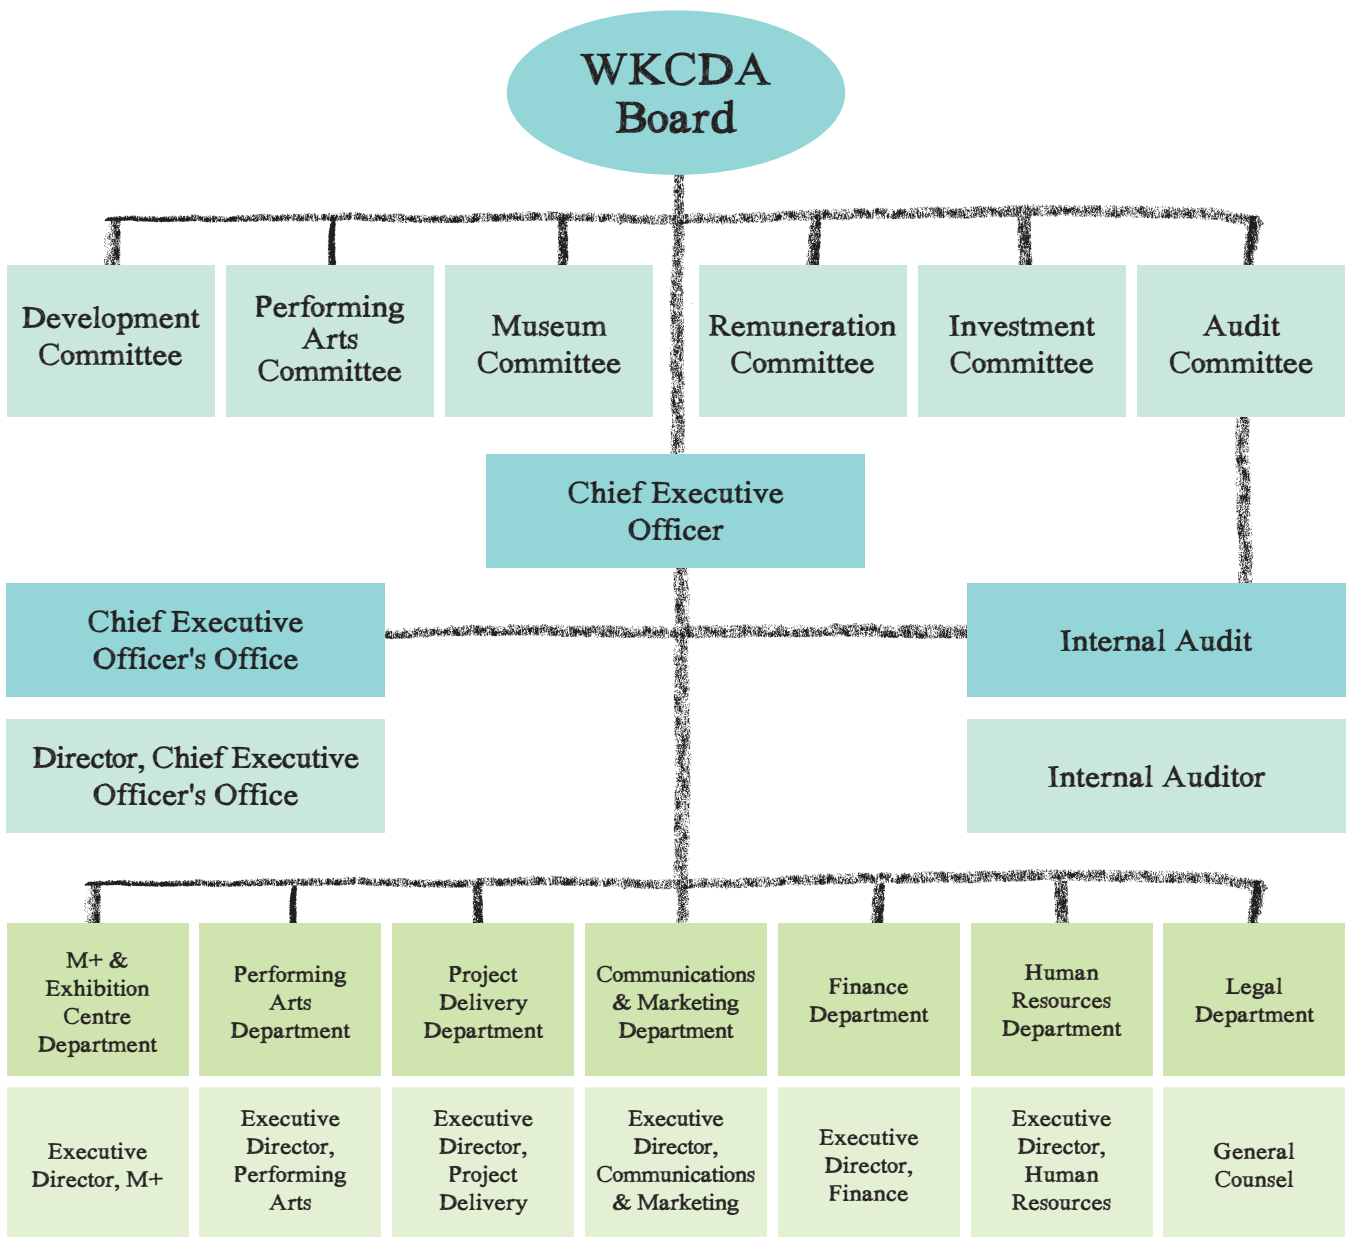 WKCDA
Board
Development
Committee
Performing
Arts
Committee
Museum
Committee
Remuneration
Committee
Investment
Committee
Audit
Committee
Chief Executive
Officer
Chief Executive
Officer's Office
Internal Audit
Director, Chief Executive
Officer's Office
Internal Auditor
M+ &
Exhibition
Centre
Department
Performing
Arts
Department
Project
Delivery
Department
Communications
& Marketing
Department
Finance
Department
Human
Resources
Department
Legal
Department
Executive
Director, M+
Executive
Director,
Performing
Arts
Executive
Director,
Project
Delivery
Executive
Director,
Communications
& Marketing
Executive
Director,
Finance
Executive
Director,
Human
Resources
General
Counsel